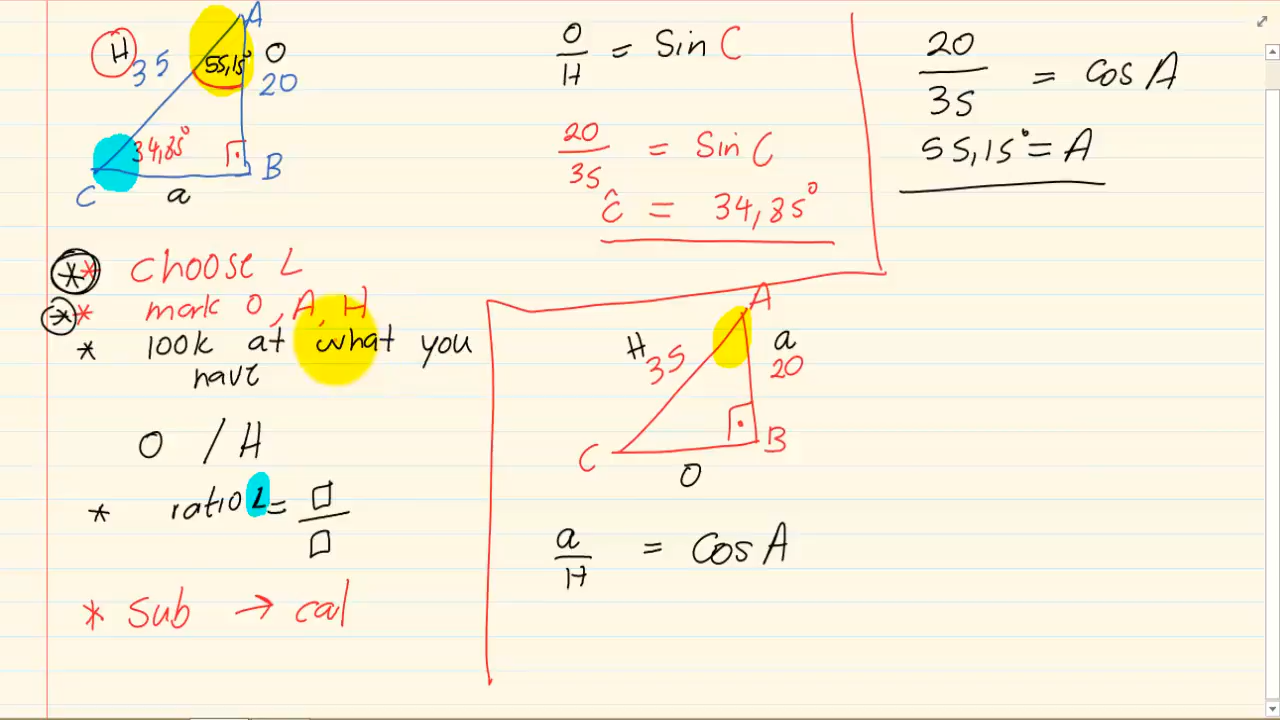 A
H
35
55,15°
O
20
34,85°
B
C
a
O/H = Sin C
20/35 = Sin C
Ĉ = 34,85°
20/35 = cos A
55,15° = A
** choose L
** mark O, A, H
* look at what you
have
O / H
* ratio L = □/□
* Sub → cal
A
H
35
a
20
C
B
O
a/H = Cos A